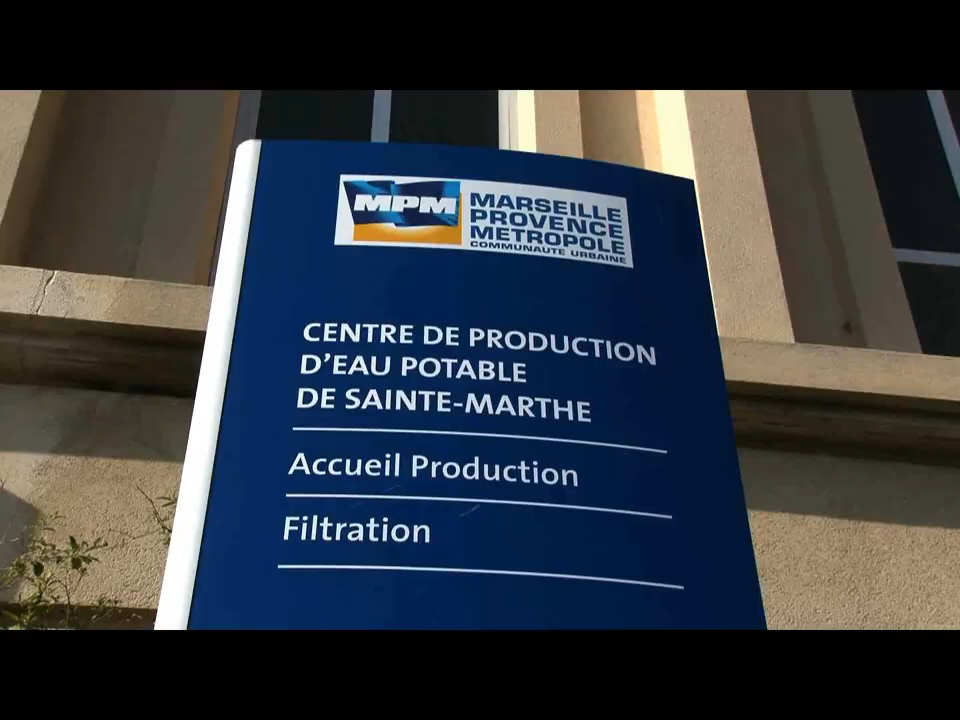 MPM
MARSEILLE
PROVENCE
METROPOLE
COMMUNAUTE URBAINE
CENTRE DE PRODUCTION
D'EAU POTABLE
DE SAINTE-MARTHE
Accueil Production
Filtration